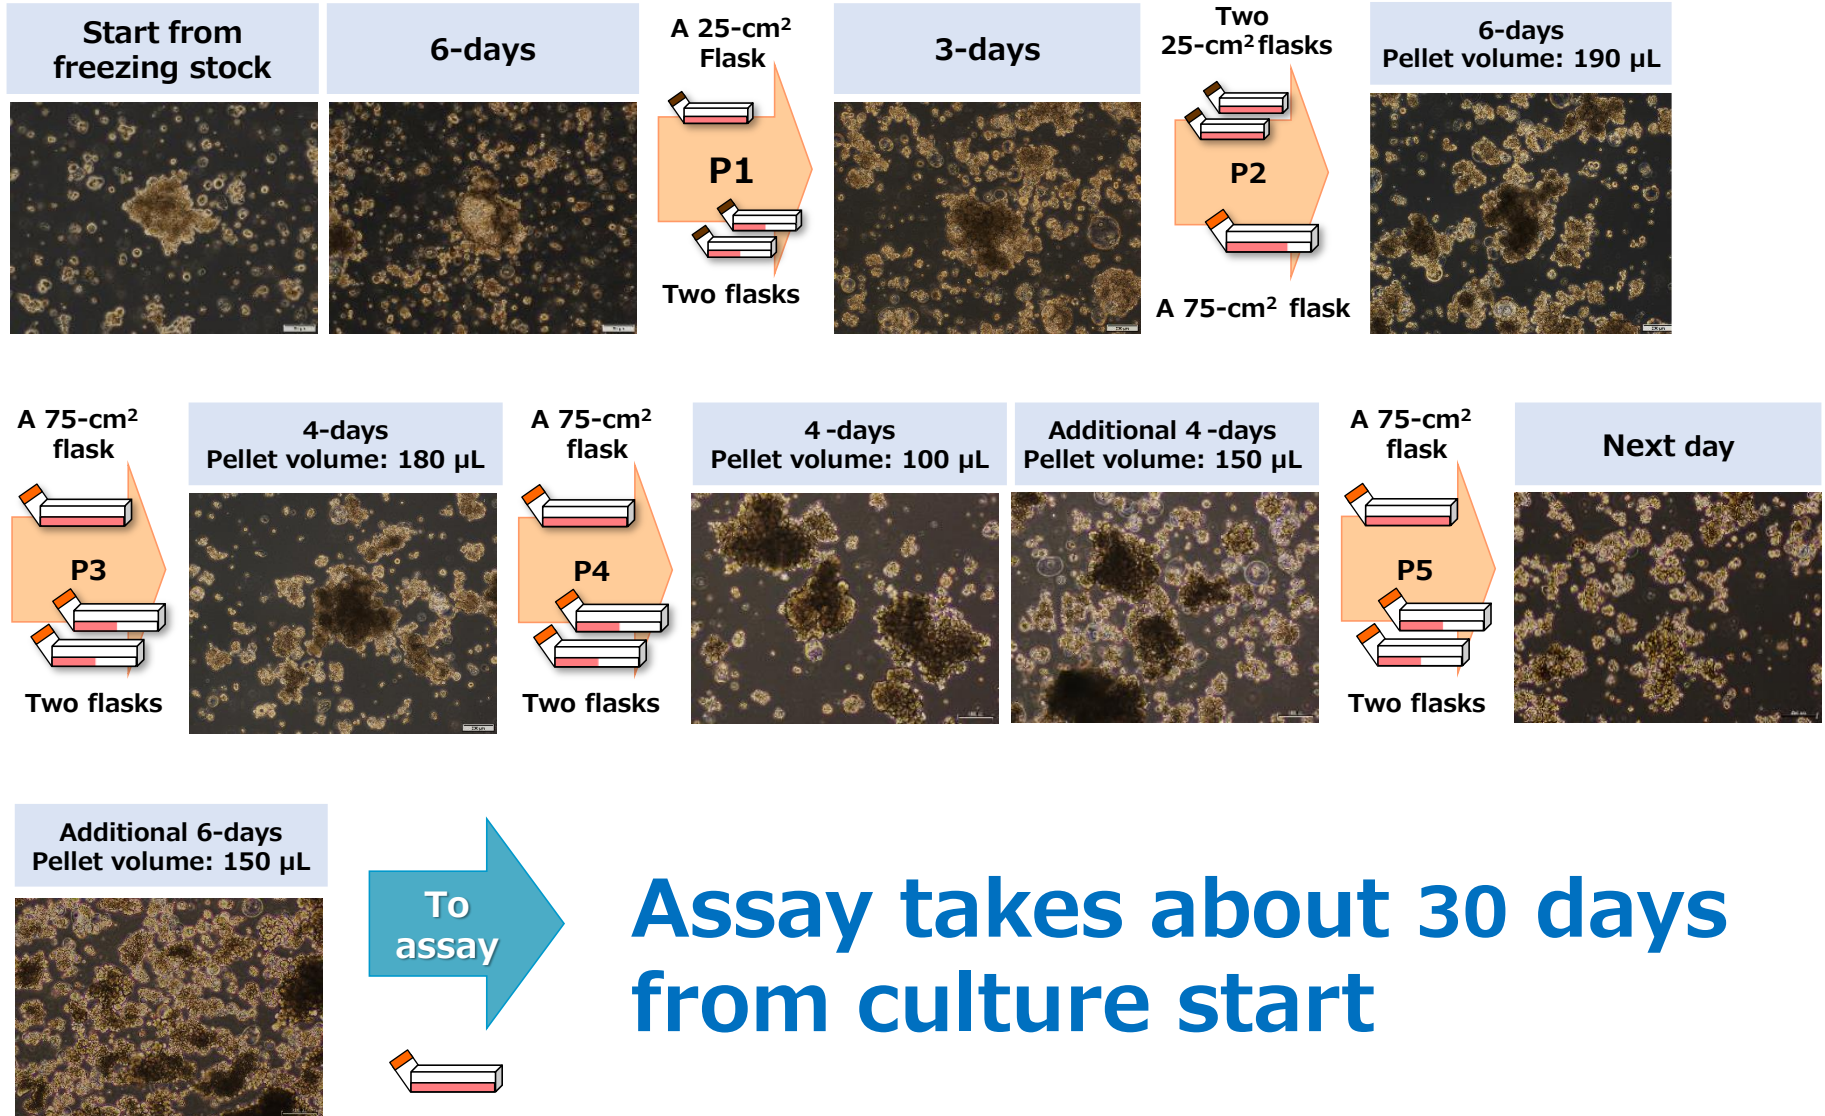 Start from
freezing stock
6-days
A 25-cm²
Flask
P1
Two flasks
3-days
Two
25-cm² flasks
P2
A 75-cm² flask
6-days
Pellet volume: 190 μL
A 75-cm²
flask
P3
Two flasks
4-days
Pellet volume: 180 μL
A 75-cm²
flask
P4
Two flasks
4-days
Pellet volume: 100 μL
Additional 4-days
Pellet volume: 150 μL
A 75-cm²
flask
P5
Two flasks
Next day
Additional 6-days
Pellet volume: 150 μL
To
assay
Assay takes about 30 days
from culture start